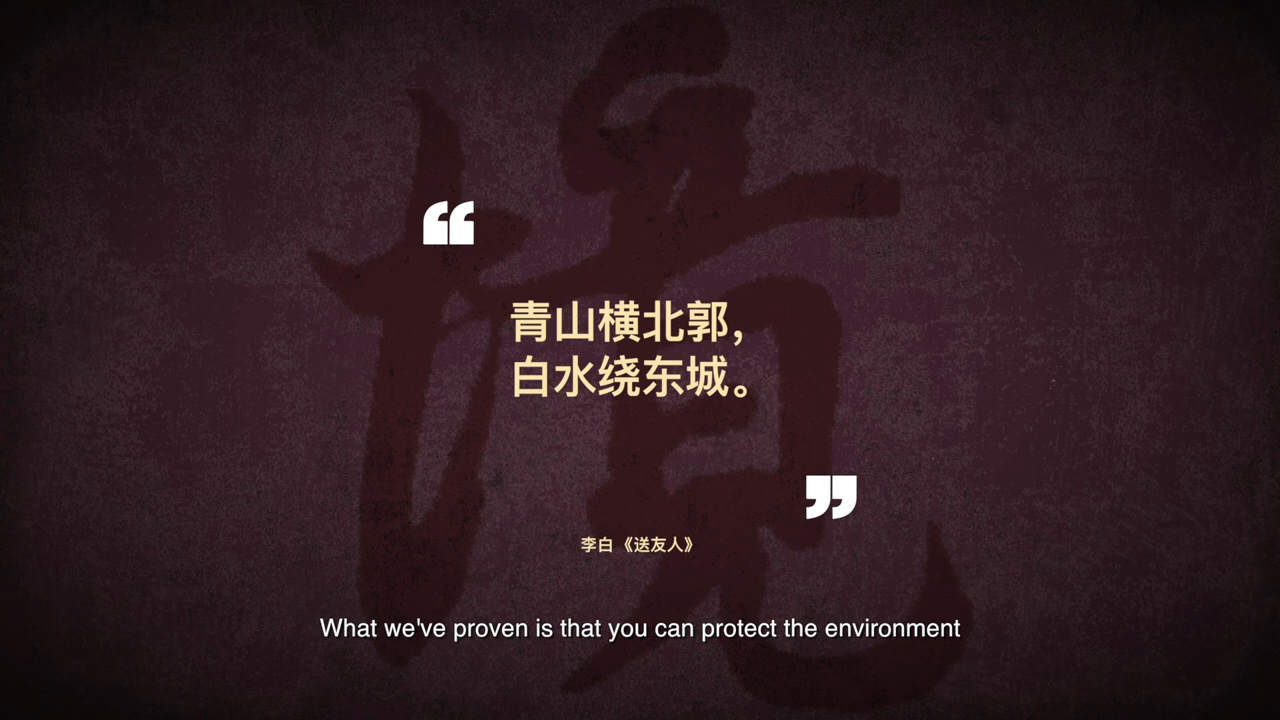 “
青山横北郭，
白水绕东城。
”
李白《送友人》
What we've proven is that you can protect the environment